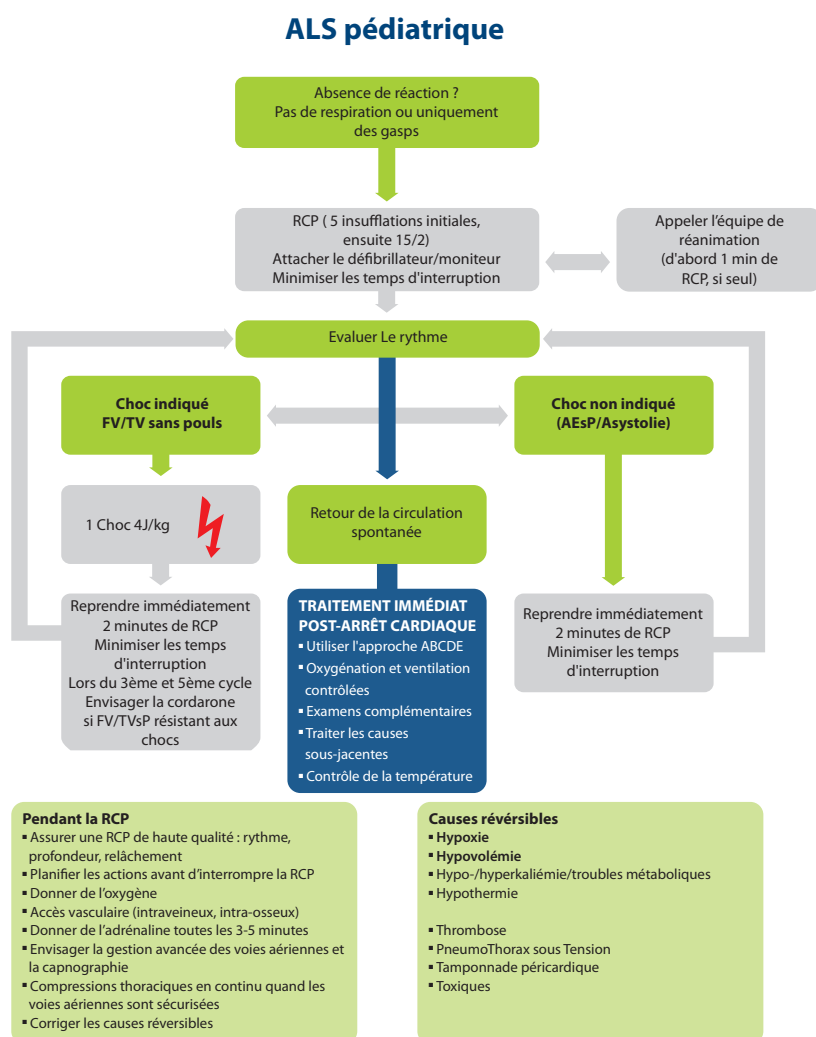 ALS pédiatrique
Absence de réaction ?
Pas de respiration ou uniquement
des gasps
RCP ( 5 insufflations initiales,
ensuite 15/2)
Attacher le défibrillateur/moniteur
Minimiser les temps d'interruption
Appeler l'équipe de
réanimation
(d'abord 1 min de
RCP, si seul)
Evaluer Le rythme
Choc indiqué
FV/TV sans pouls
Choc non indiqué
(AEsP/Asystolie)
1 Choc 4J/kg
Retour de la circulation
spontanée
Reprendre immédiatement
2 minutes de RCP
Minimiser les temps
d'interruption
Lors du 3ème et 5ème cycle
Envisager la cordarone
si FV/TVsP résistant aux
chocs
TRAITEMENT IMMÉDIAT
POST-ARRÊT CARDIAQUE
▪ Utiliser l'approche ABCDE
▪ Oxygénation et ventilation
contrôlées
▪ Examens complémentaires
▪ Traiter les causes
sous-jacentes
▪ Contrôle de la température
Reprendre immédiatement
2 minutes de RCP
Minimiser les temps
d'interruption
Pendant la RCP
▪ Assurer une RCP de haute qualité : rythme,
profondeur, relâchement
▪ Planifier les actions avant d'interrompre la RCP
▪ Donner de l'oxygène
▪ Accès vasculaire (intraveineux, intra-osseux)
▪ Donner de l'adrénaline toutes les 3-5 minutes
▪ Envisager la gestion avancée des voies aériennes et
la capnographie
▪ Compressions thoraciques en continu quand les
voies aériennes sont sécurisées
▪ Corriger les causes réversibles
Causes révérsibles
▪ Hypoxie
▪ Hypovolémie
▪ Hypo-/hyperkaliémie/troubles métaboliques
▪ Hypothermie
▪ Thrombose
▪ PneumoThorax sous Tension
▪ Tamponnade péricardique
▪ Toxiques